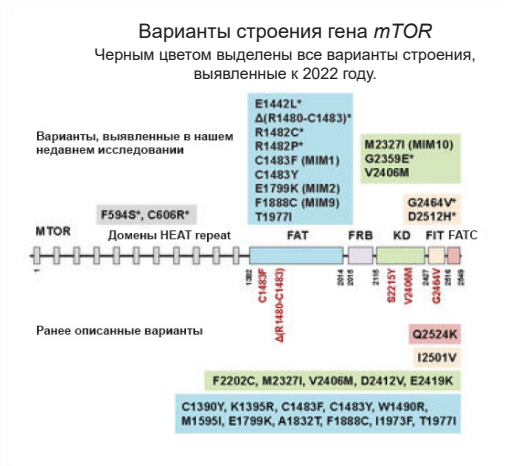 Варианты строения гена mTOR
Черным цветом выделены все варианты строения,
выявленные к 2022 году.
Варианты, выявленные в нашем
недавнем исследовании
E1442L*
Δ(R1480-C1483)*
R1482C*
R1482P*
C1483F (MIM1)
C1483Y
E1799K (MIM2)
F1888C (MIM9)
T1977I
M2327I (MIM10)
G2359E*
V2406M
G2464V*
D2512H*
F594S*, C606R*
MTOR
Домены HEAT repeat
FAT
FRB
KD
FIT
FATC
1
1382
2014
2015
2115
2427
2516
2549
C1483F
Δ(R1480-C1483)
S2215Y
V2406M
G2464V
Ранее описанные варианты
Q2524K
I2501V
F2202C, M2327I, V2406M, D2412V, E2419K
C1390Y, K1395R, C1483F, C1483Y, W1490R,
M1595I, E1799K, A1832T, F1888C, I1973F, T1977I